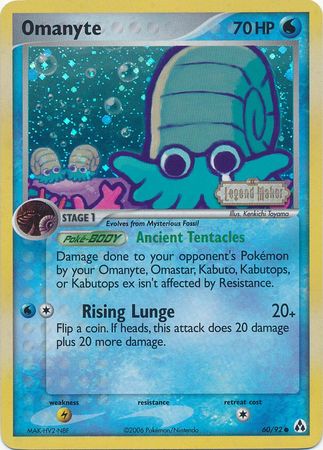 Omanyte 70 HP
Legend Maker
Illus. Kenkichi Toyama
STAGE 1
Evolves from Mysterious Fossil
Poké-BODY Ancient Tentacles
Damage done to your opponent's Pokémon
by your Omanyte, Omastar, Kabuto, Kabutops,
or Kabutops ex isn't affected by Resistance.
Rising Lunge 20+
Flip a coin. If heads, this attack does 20 damage
plus 20 more damage.
weakness resistance retreat cost
MAK-HV2-NBF ©2006 Pokémon/Nintendo 60/92